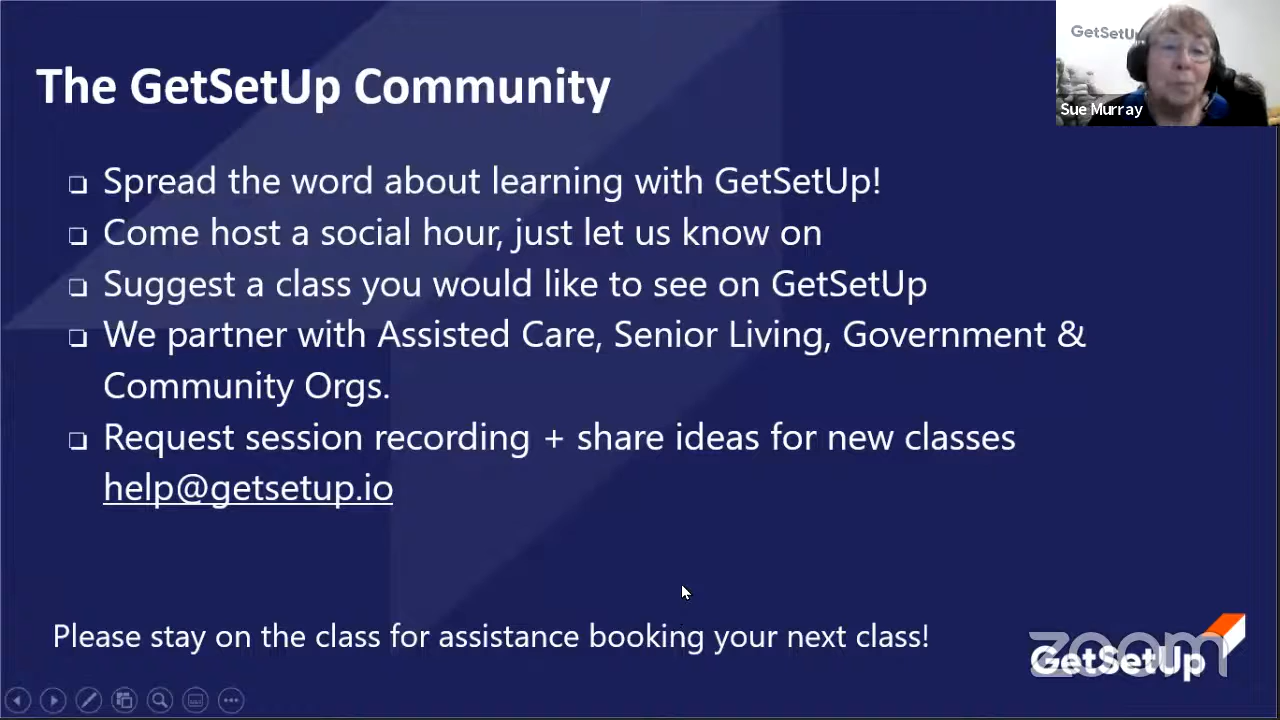 GetSetUp
Sue Murray
The GetSetUp Community
❏ Spread the word about learning with GetSetUp!
❏ Come host a social hour, just let us know on
❏ Suggest a class you would like to see on GetSetUp
❏ We partner with Assisted Care, Senior Living, Government &
Community Orgs.
❏ Request session recording + share ideas for new classes
help@getsetup.io
Please stay on the class for assistance booking your next class!
zoom
GetSetUp